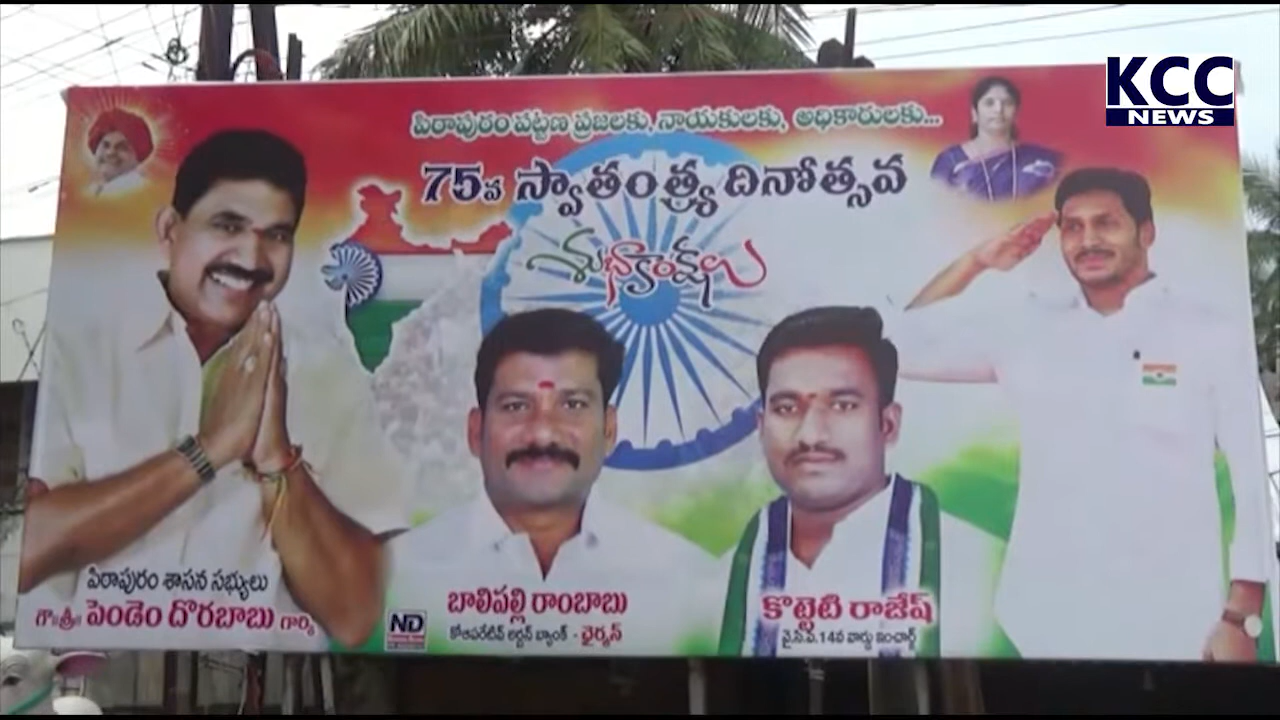 KCC
NEWS
పిఠాపురం పట్టణ ప్రజలకు, నాయకులకు, అధికారులకు...
75వ స్వాతంత్ర్య దినోత్సవ
శుభాకాంక్షలు
పిఠాపురం శాసన సభ్యులు
గౌ॥శ్రీ॥ పెండెం దొరబాబు గారు
బాలిపల్లి రాంబాబు
కోఆపరేటివ్ అర్బన్ బ్యాంక్ - ఛైర్మన్
కొట్టెటి రాజేష్
వై.సి.పి. 14వ వార్డు ఇంచార్జ్
ND